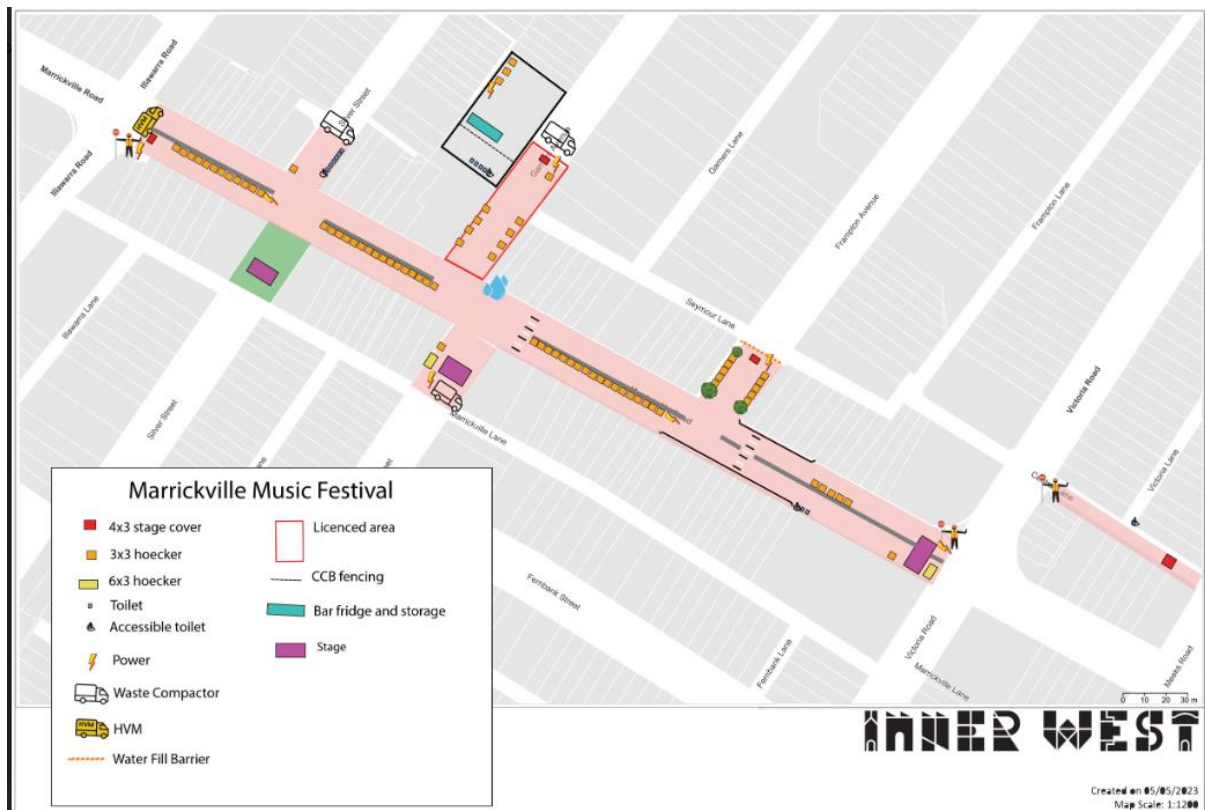 Marrickville Road
Illawarra Road
Illawarra Road
HVM
Street
Garners Lane
Frampton Avenue
Frampton Lane
Seymour Lane
Victoria Road
Victoria Lane
Illawarra Lane
Silver Street
Marrickville Lane
Fernbank Street
Fernbank Lane
Victoria Road
Marrickville Lane
Meeks Road
0 10 20 30 m
Marrickville Music Festival
4x3 stage cover
3x3 hoecker
6x3 hoecker
Toilet
Accessible toilet
Power
Waste Compactor
HVM
HVM
Water Fill Barrier
Licenced area
CCB fencing
Bar fridge and storage
Stage
INNER WEST
Created on 05/05/2023
Map Scale: 1:1200